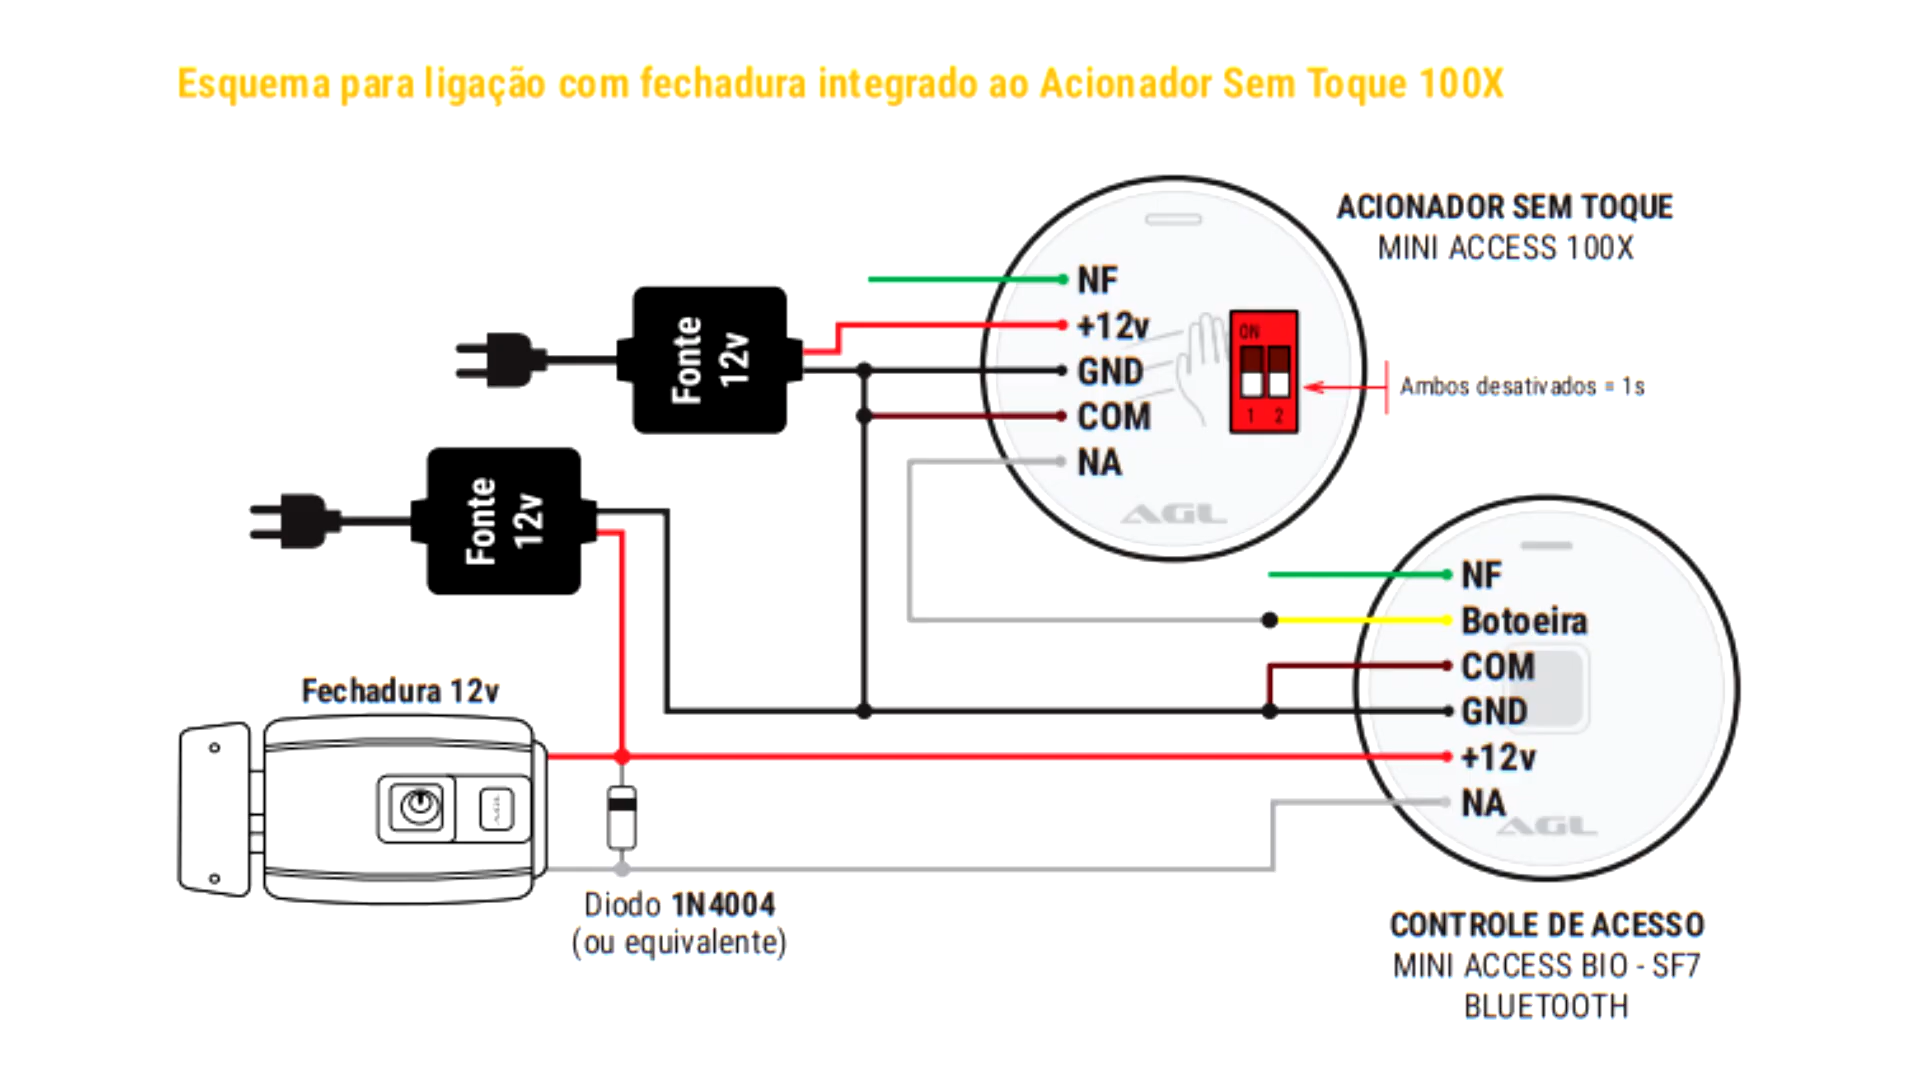 Esquema para ligação com fechadura integrado ao Acionador Sem Toque 100X
ACIONADOR SEM TOQUE
MINI ACCESS 100X
NF
+12v
GND
COM
NA
ON
1 2
Ambos desativados = 1s
AGL
Fonte
12v
Fonte
12v
NF
Botoeira
COM
GND
+12v
NA
AGL
Fechadura 12v
AGL
Diodo 1N4004
(ou equivalente)
CONTROLE DE ACESSO
MINI ACCESS BIO - SF7
BLUETOOTH